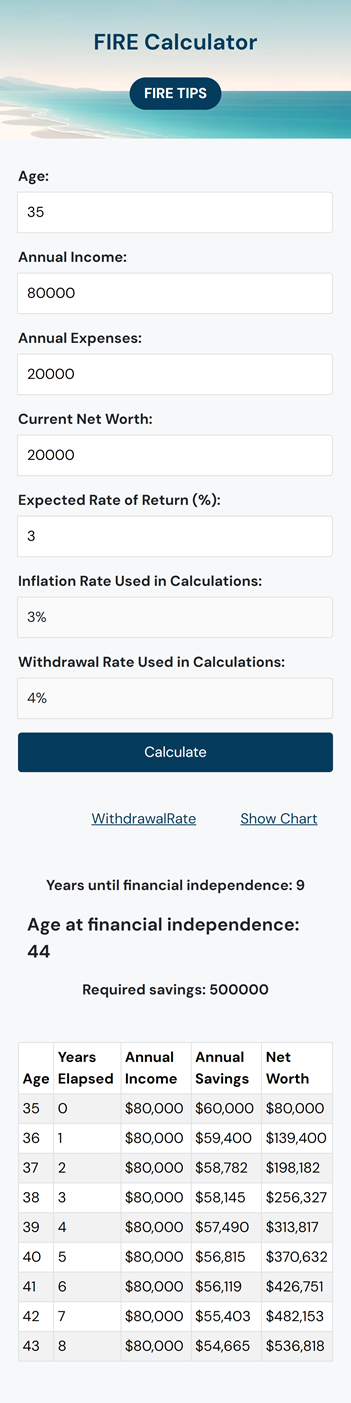 FIRE Calculator
FIRE TIPS
Age:
35
Annual Income:
80000
Annual Expenses:
20000
Current Net Worth:
20000
Expected Rate of Return (%):
3
Inflation Rate Used in Calculations:
3%
Withdrawal Rate Used in Calculations:
4%
Calculate
WithdrawalRate Show Chart
Years until financial independence: 9
Age at financial independence:
44
Required savings: 500000
Age Years Elapsed Annual Income Annual Savings Net Worth
35 0 $80,000 $60,000 $80,000
36 1 $80,000 $59,400 $139,400
37 2 $80,000 $58,782 $198,182
38 3 $80,000 $58,145 $256,327
39 4 $80,000 $57,490 $313,817
40 5 $80,000 $56,815 $370,632
41 6 $80,000 $56,119 $426,751
42 7 $80,000 $55,403 $482,153
43 8 $80,000 $54,665 $536,818